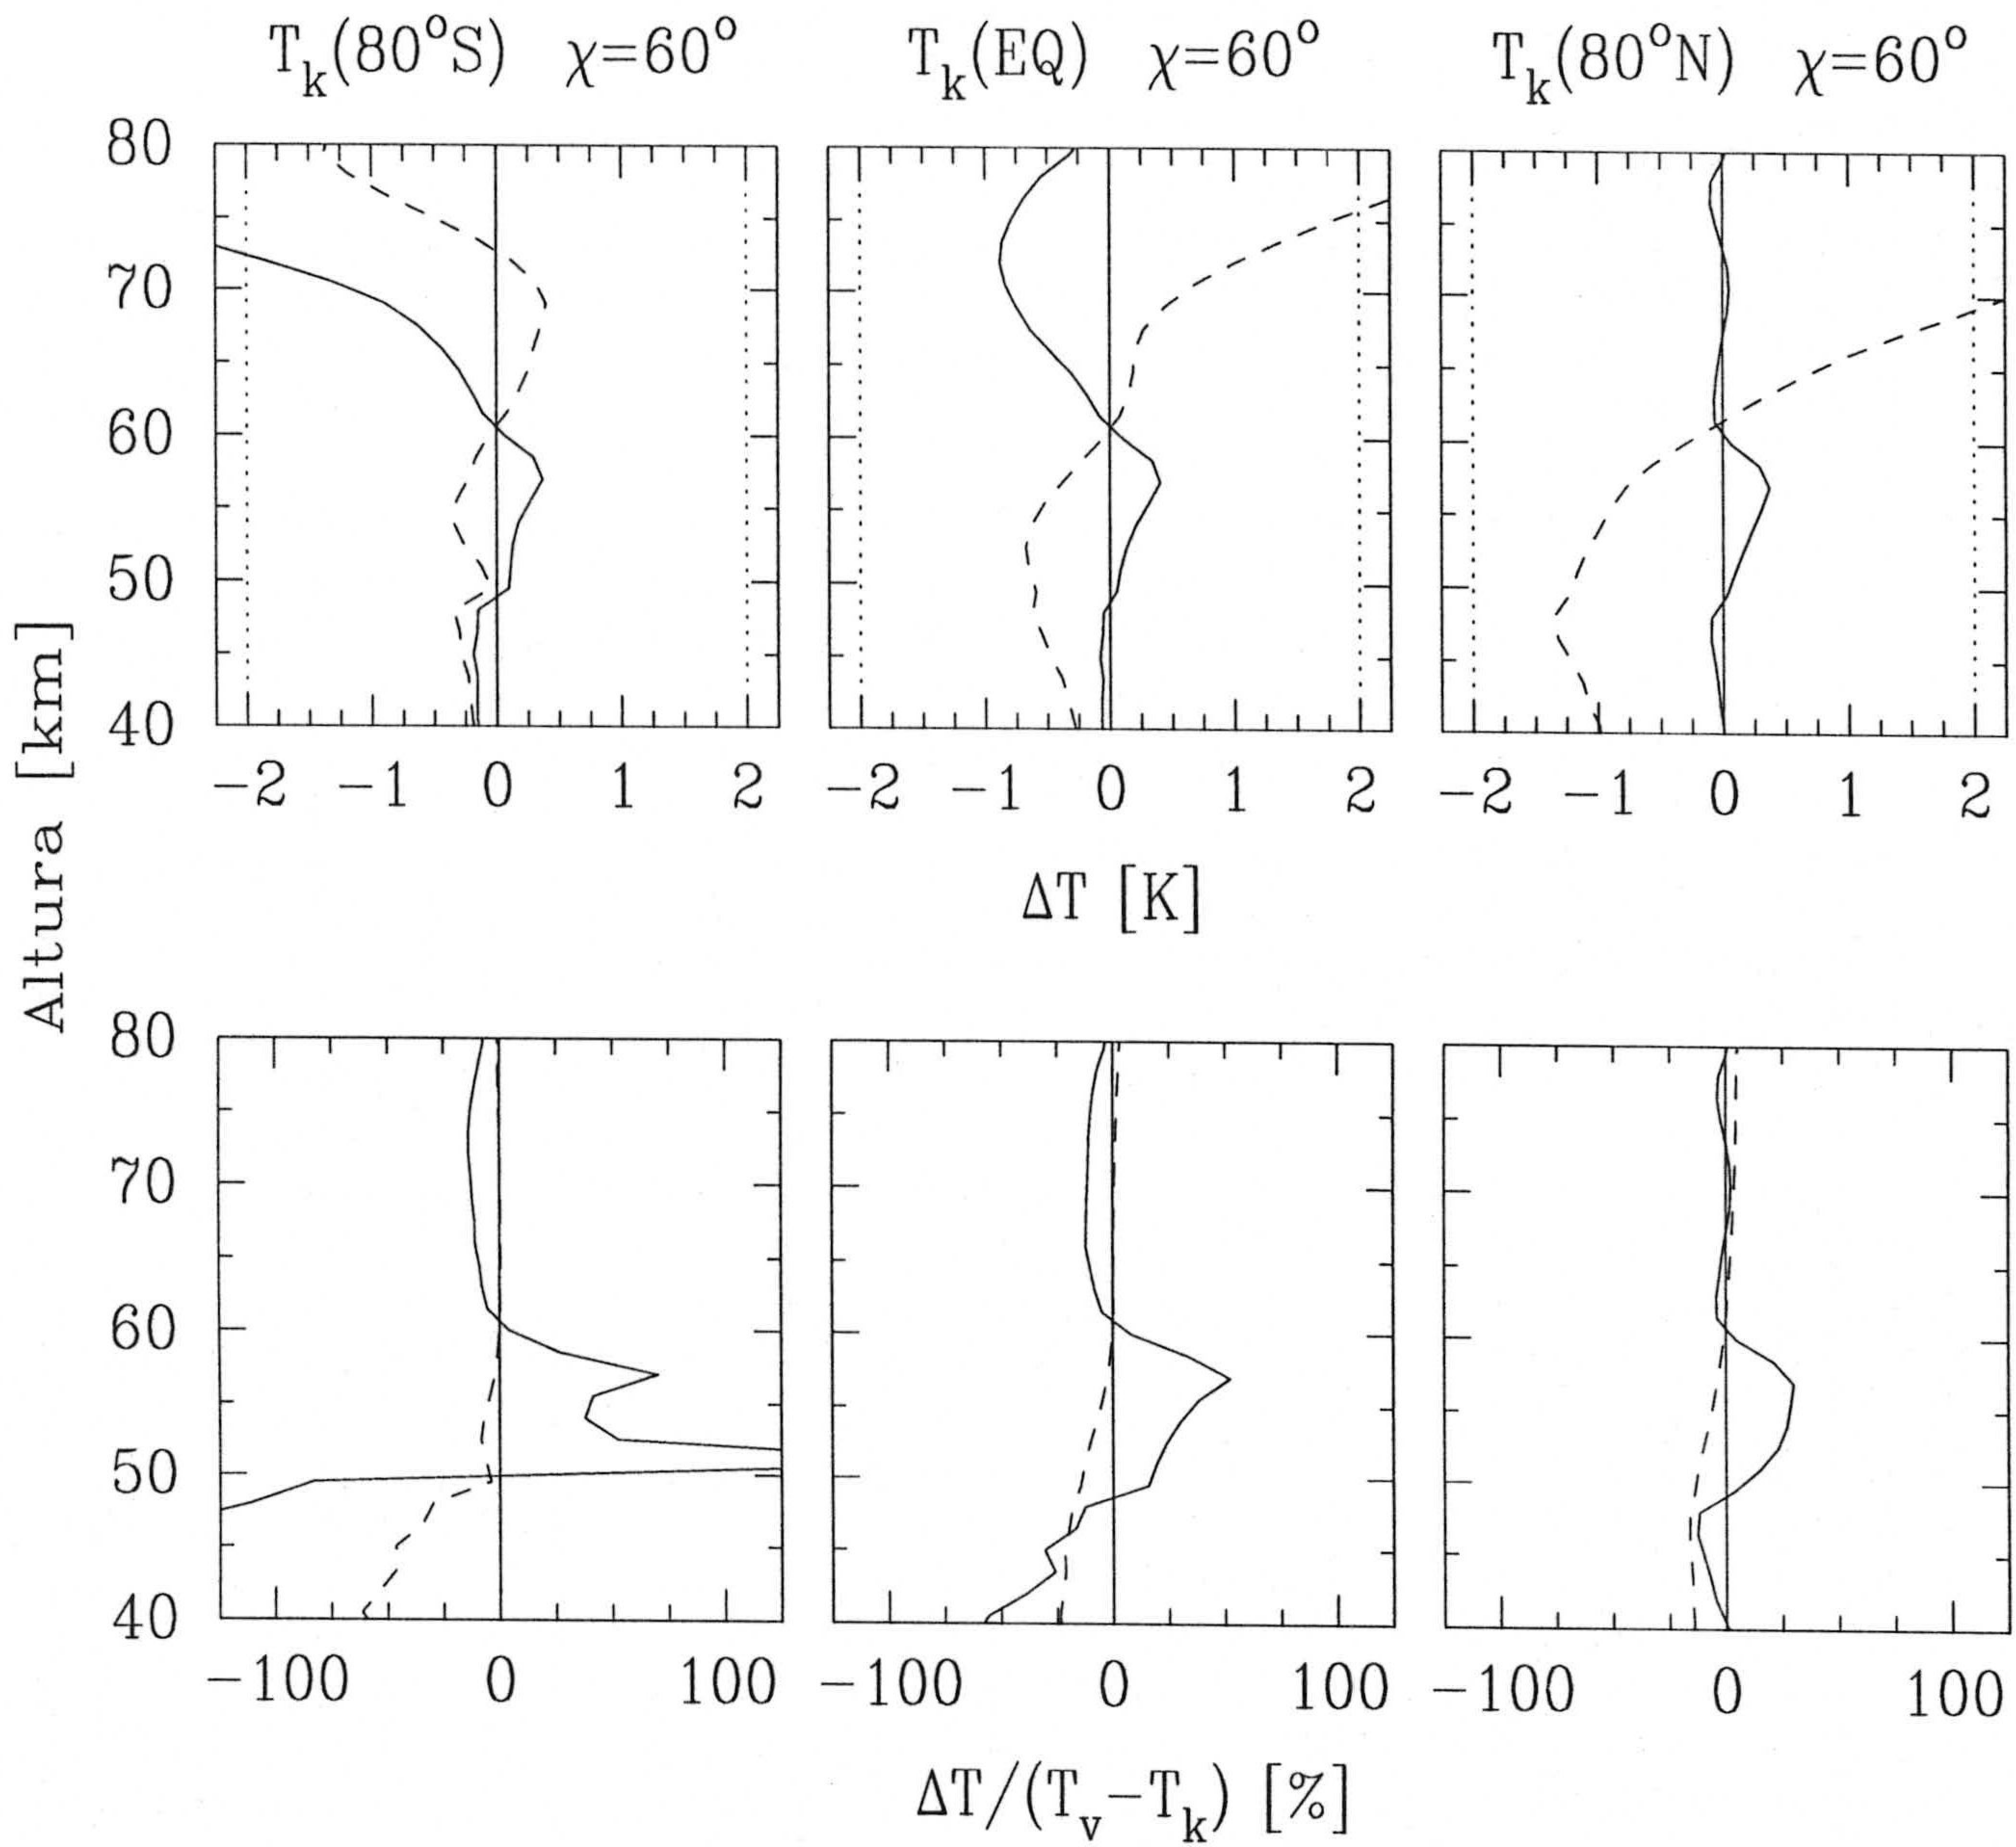 T_k(80°S) χ=60° T_k(EQ) χ=60° T_k(80°N) χ=60°
80
70
60
50
40
-2 -1 0 1 2 -2 -1 0 1 2 -2 -1 0 1 2
ΔT [K]
Altura [km]
80
70
60
50
40
-100 0 100 -100 0 100 -100 0 100
ΔT/(T_v-T_k) [%]